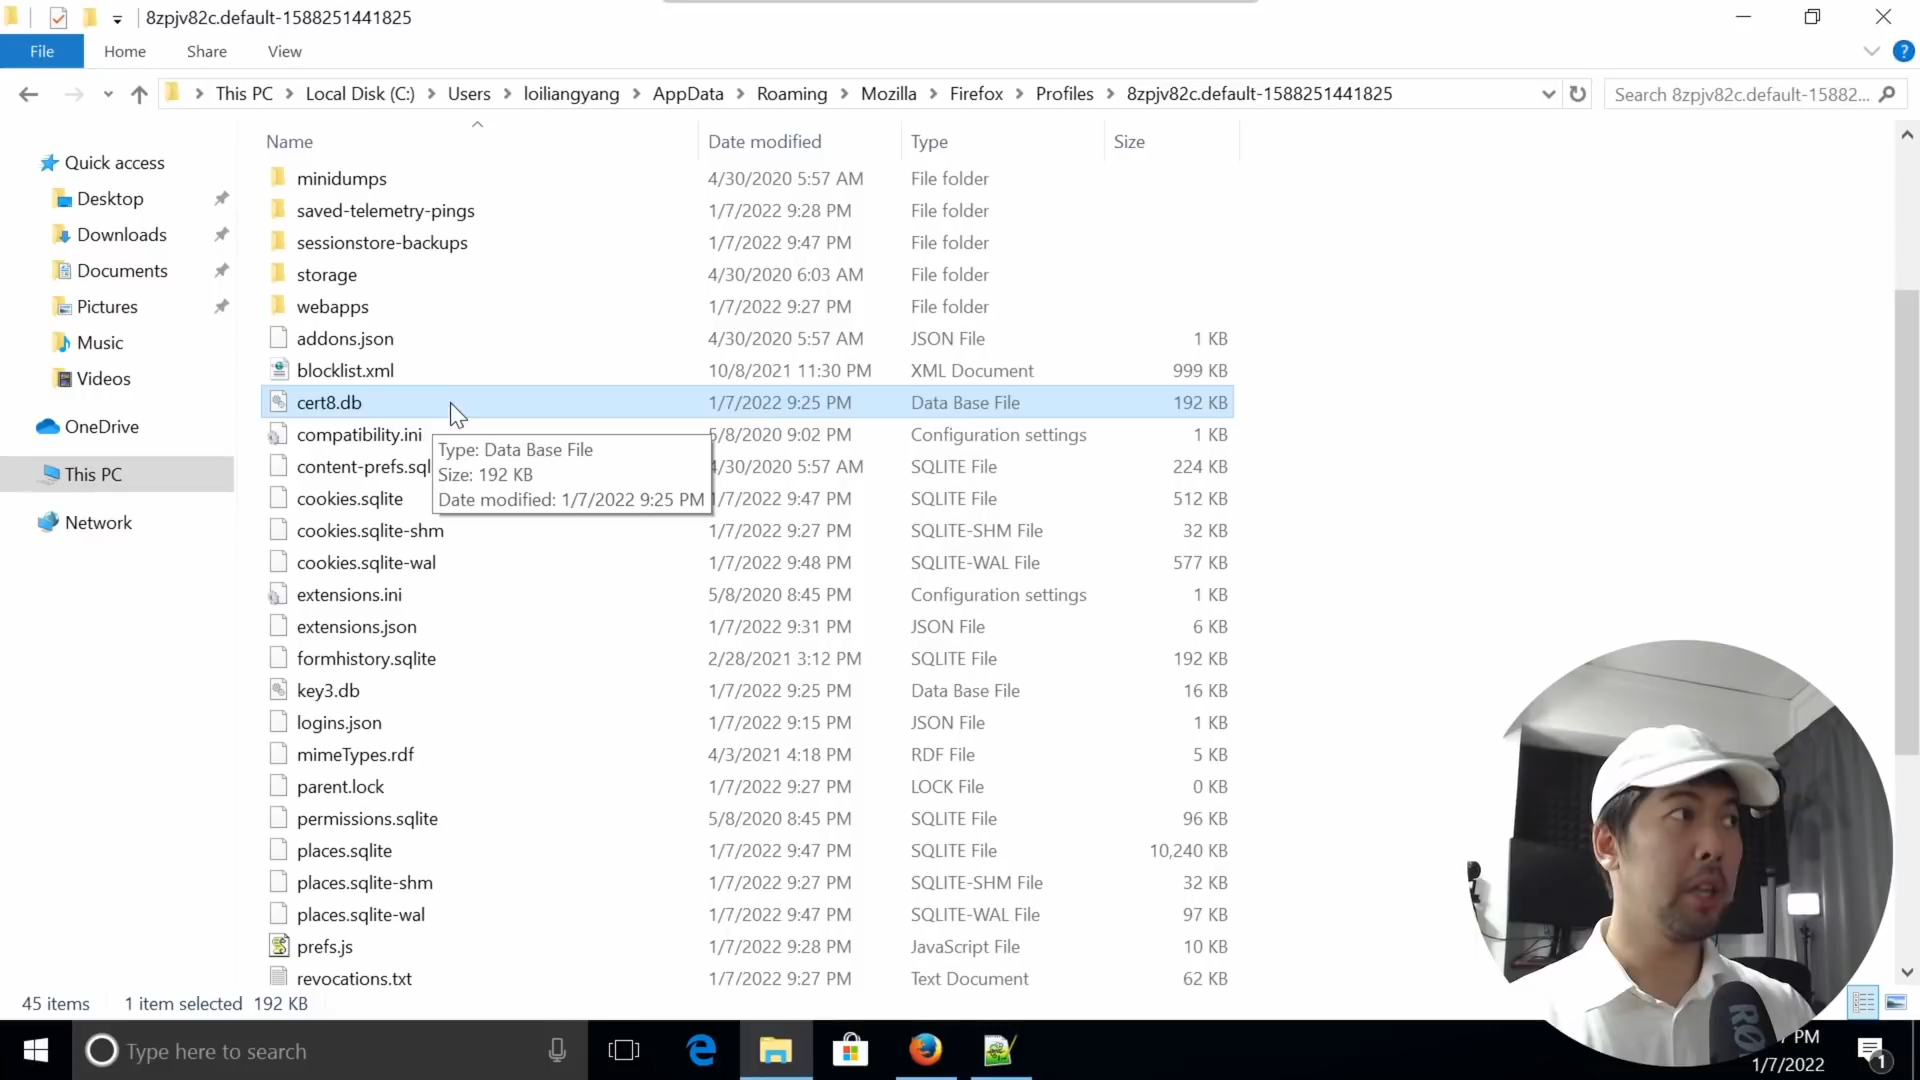 8zpjv82c.default-1588251441825
File Home Share View
This PC Local Disk (C:) Users loiliangyang AppData Roaming Mozilla Firefox Profiles 8zpjv82c.default-1588251441825
Search 8zpjv82c.default-15882...
Name Date modified Type Size
Quick access
Desktop
Downloads
Documents
Pictures
Music
Videos
OneDrive
This PC
Network
minidumps 4/30/2020 5:57 AM File folder
saved-telemetry-pings 1/7/2022 9:28 PM File folder
sessionstore-backups 1/7/2022 9:47 PM File folder
storage 4/30/2020 6:03 AM File folder
webapps 1/7/2022 9:27 PM File folder
addons.json 4/30/2020 5:57 AM JSON File 1 KB
blocklist.xml 10/8/2021 11:30 PM XML Document 999 KB
cert8.db 1/7/2022 9:25 PM Data Base File 192 KB
compatibility.ini 5/8/2020 9:02 PM Configuration settings 1 KB
content-prefs.sql 4/30/2020 5:57 AM SQLITE File 224 KB
cookies.sqlite 1/7/2022 9:47 PM SQLITE File 512 KB
Type: Data Base File
Size: 192 KB
Date modified: 1/7/2022 9:25 PM
cookies.sqlite-shm 1/7/2022 9:27 PM SQLITE-SHM File 32 KB
cookies.sqlite-wal 1/7/2022 9:48 PM SQLITE-WAL File 577 KB
extensions.ini 5/8/2020 8:45 PM Configuration settings 1 KB
extensions.json 1/7/2022 9:31 PM JSON File 6 KB
formhistory.sqlite 2/28/2021 3:12 PM SQLITE File 192 KB
key3.db 1/7/2022 9:25 PM Data Base File 16 KB
logins.json 1/7/2022 9:15 PM JSON File 1 KB
mimeTypes.rdf 4/3/2021 4:18 PM RDF File 5 KB
parent.lock 1/7/2022 9:27 PM LOCK File 0 KB
permissions.sqlite 5/8/2020 8:45 PM SQLITE File 96 KB
places.sqlite 1/7/2022 9:47 PM SQLITE File 10,240 KB
places.sqlite-shm 1/7/2022 9:27 PM SQLITE-SHM File 32 KB
places.sqlite-wal 1/7/2022 9:47 PM SQLITE-WAL File 97 KB
prefs.js 1/7/2022 9:28 PM JavaScript File 10 KB
revocations.txt 1/7/2022 9:27 PM Text Document 62 KB
45 items 1 item selected 192 KB
RØ
Type here to search
PM
1/7/2022
1